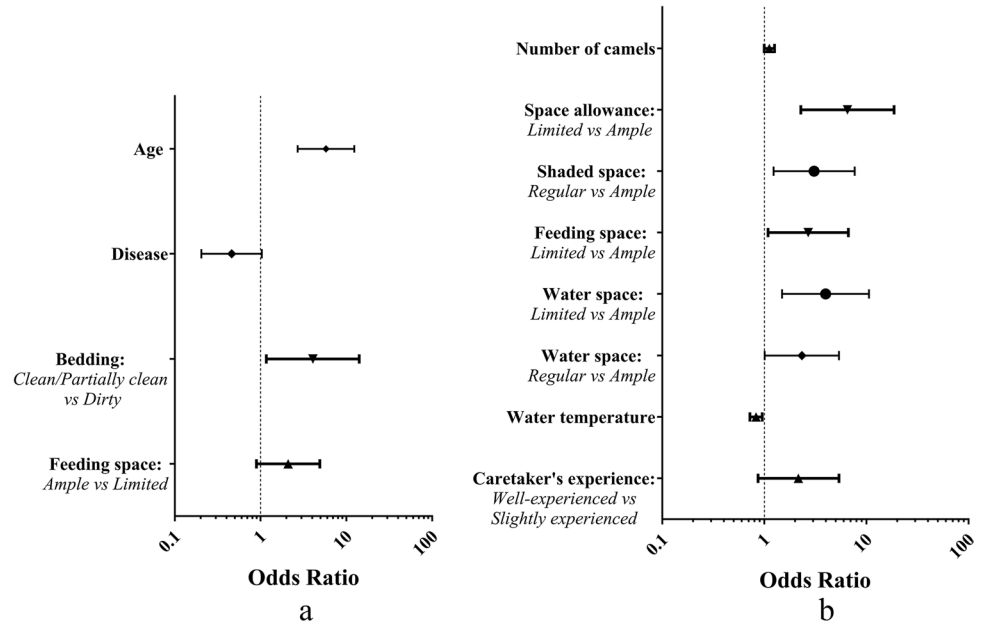 Age
Disease
Bedding:
Clean/Partially clean
vs Dirty
Feeding space:
Ample vs Limited
0.1
1
10
100
Odds Ratio
a
Number of camels
Space allowance:
Limited vs Ample
Shaded space:
Regular vs Ample
Feeding space:
Limited vs Ample
Water space:
Limited vs Ample
Water space:
Regular vs Ample
Water temperature
Caretaker's experience:
Well-experienced vs
Slightly experienced
0.1
1
10
100
Odds Ratio
b